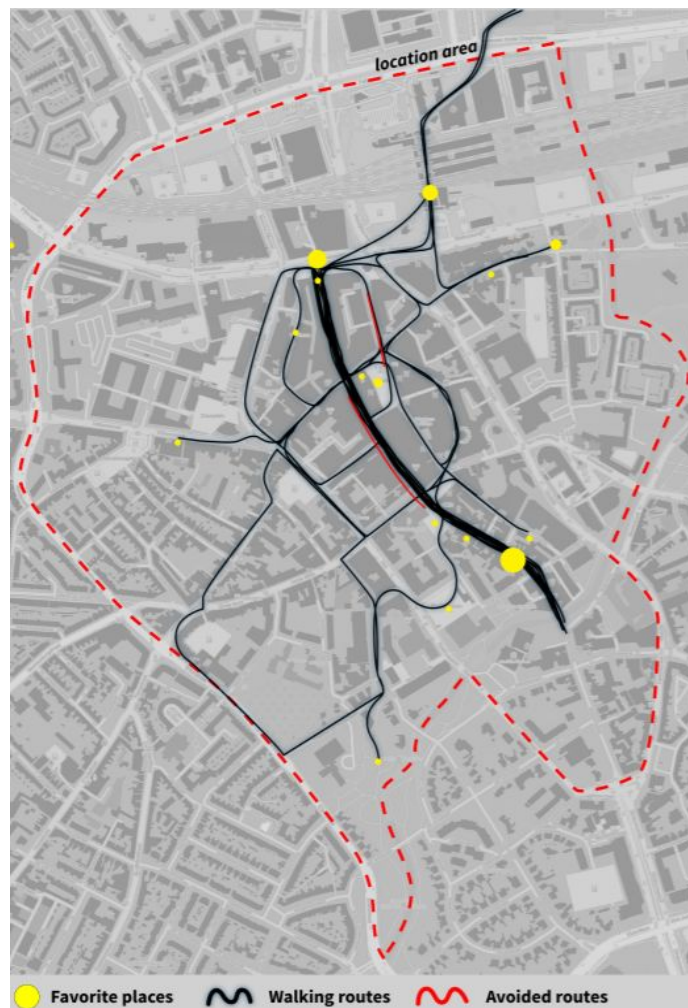 location area
Favorite places
Walking routes
Avoided routes